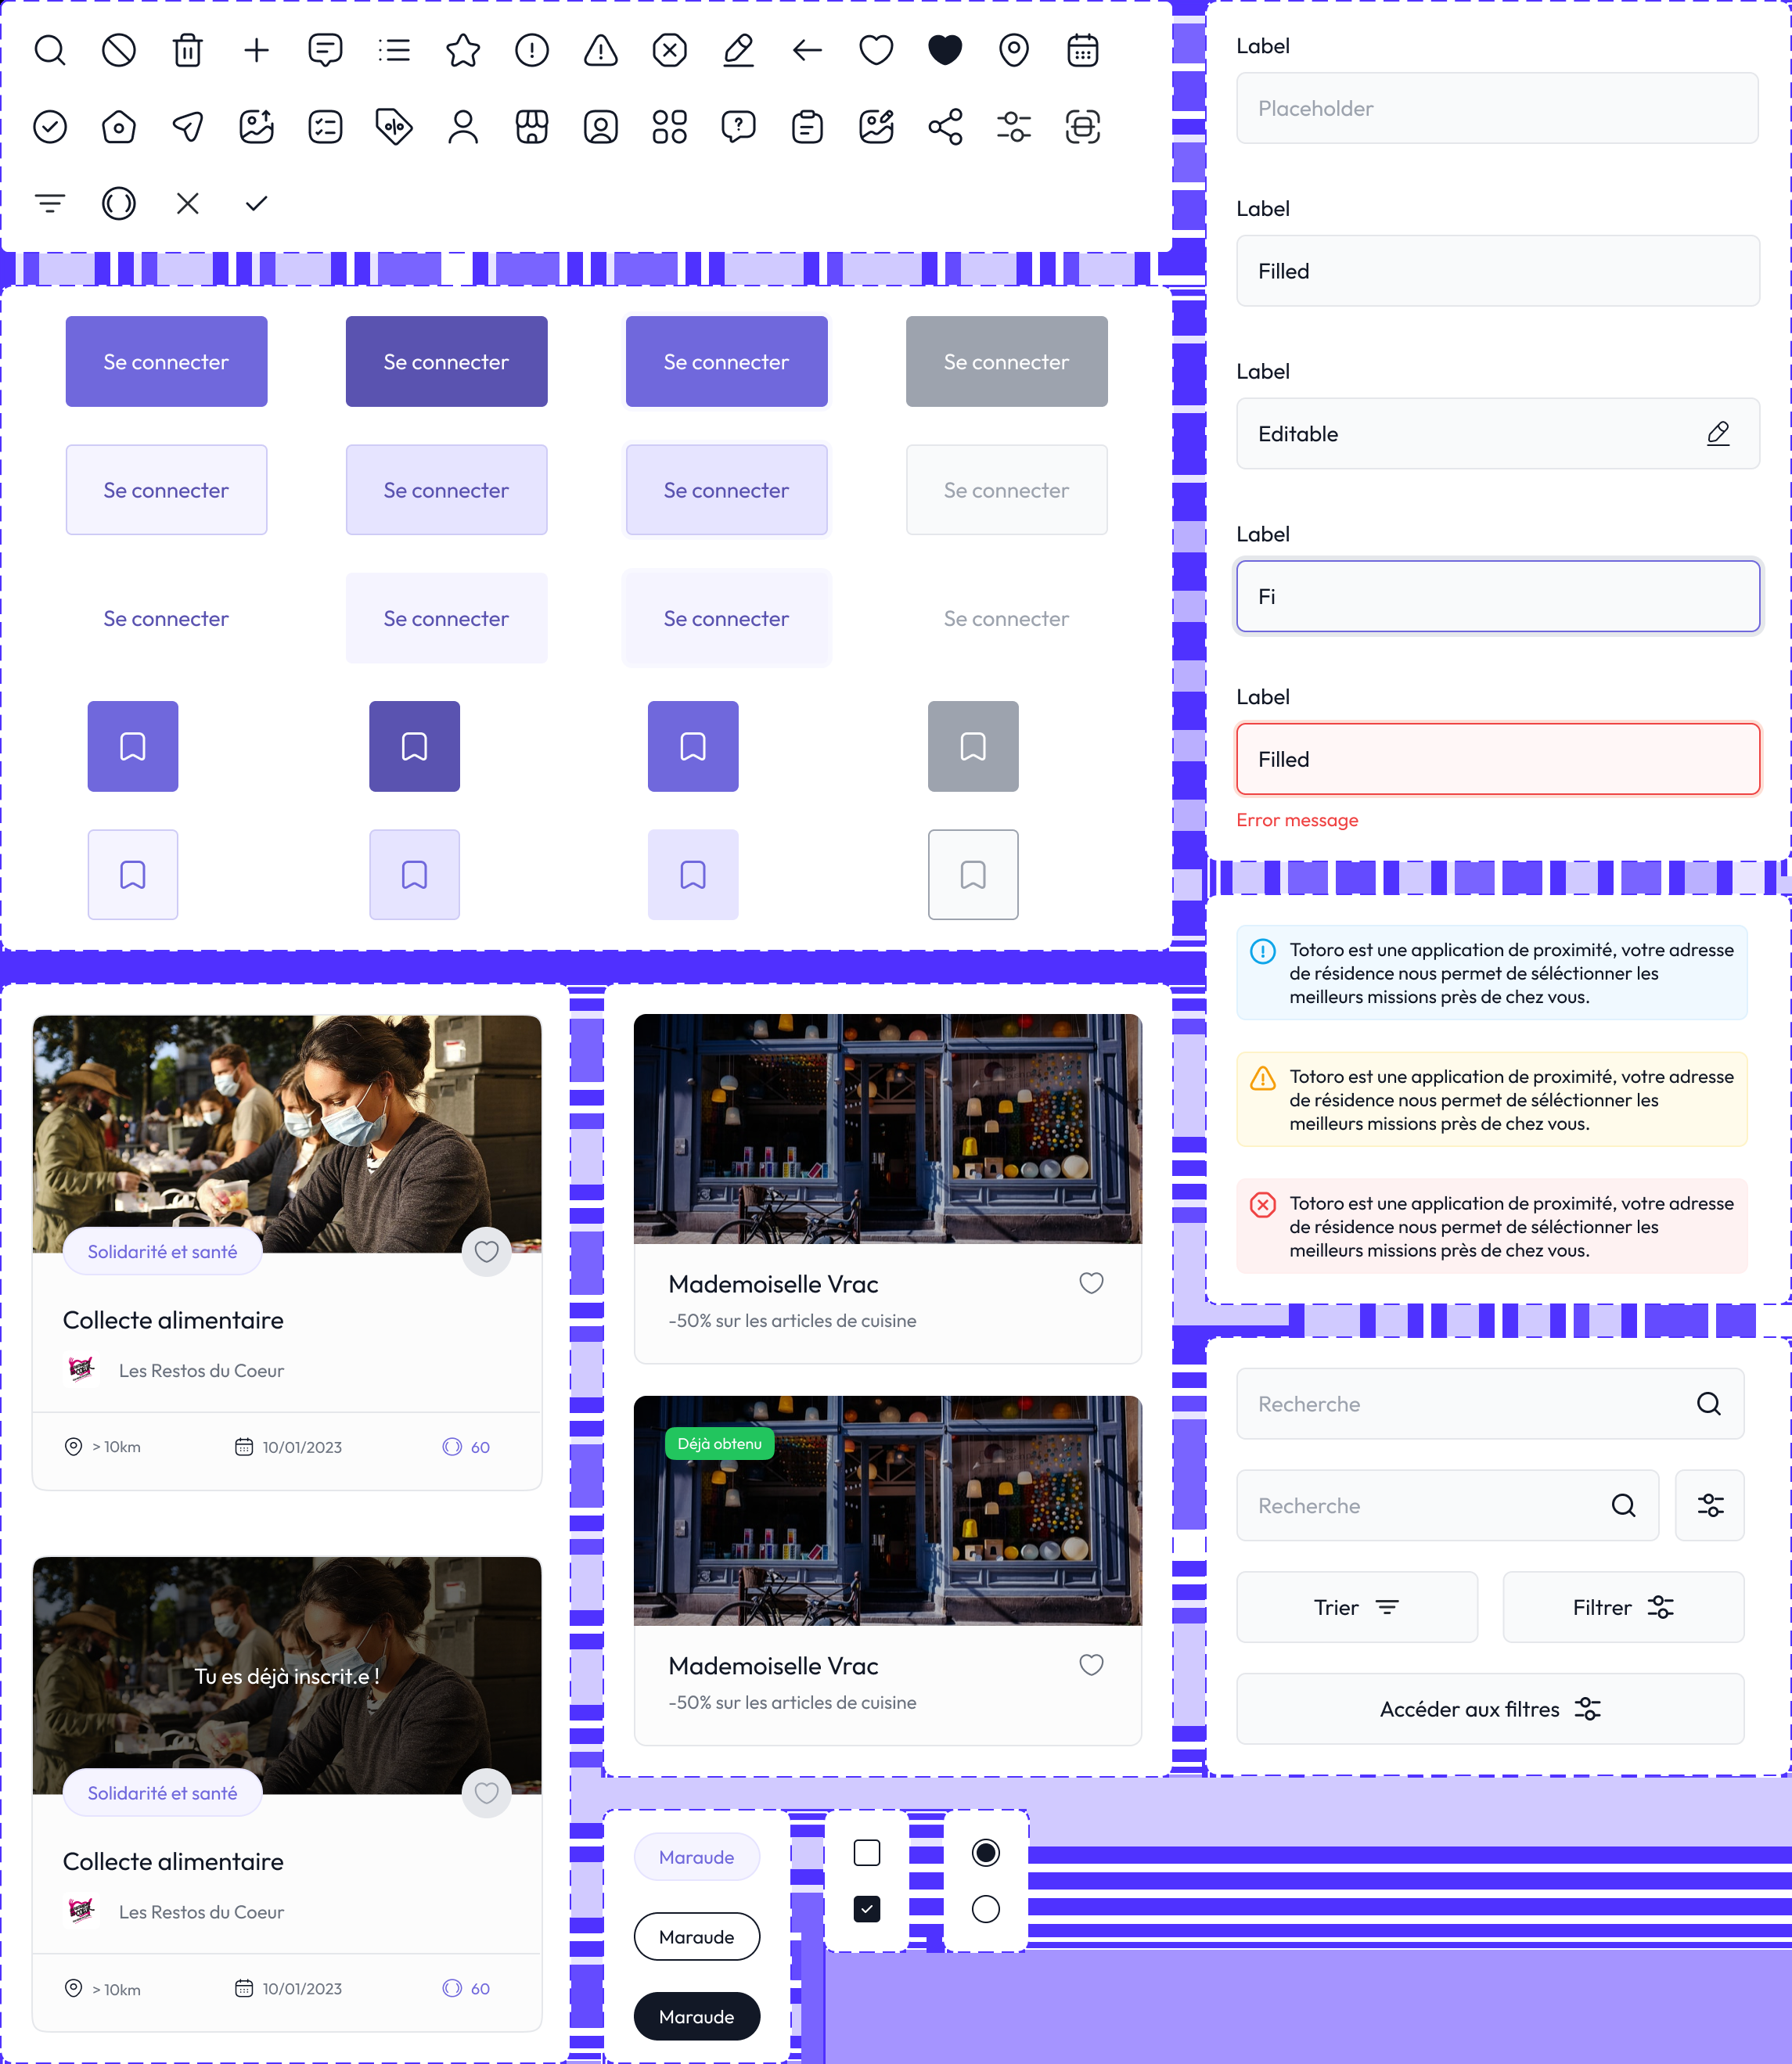 Label
Placeholder
Label
Filled
Label
Editable
Label
Fi
Label
Filled
Error message
Se connecter
Se connecter
Se connecter
Se connecter
Se connecter
Se connecter
Se connecter
Se connecter
Se connecter
Se connecter
Se connecter
Se connecter
Totoro est une application de proximité, votre adresse
de résidence nous permet de séléctionner les
meilleurs missions près de chez vous.
Totoro est une application de proximité, votre adresse
de résidence nous permet de séléctionner les
meilleurs missions près de chez vous.
Totoro est une application de proximité, votre adresse
de résidence nous permet de séléctionner les
meilleurs missions près de chez vous.
Solidarité et santé
Collecte alimentaire
Les Restos du Coeur
> 10km
10/01/2023
60
Tu es déjà inscrit.e !
Solidarité et santé
Collecte alimentaire
Les Restos du Coeur
> 10km
10/01/2023
60
Mademoiselle Vrac
-50% sur les articles de cuisine
Déjà obtenu
Mademoiselle Vrac
-50% sur les articles de cuisine
Recherche
Recherche
Trier
Filtrer
Accéder aux filtres
Maraude
Maraude
Maraude